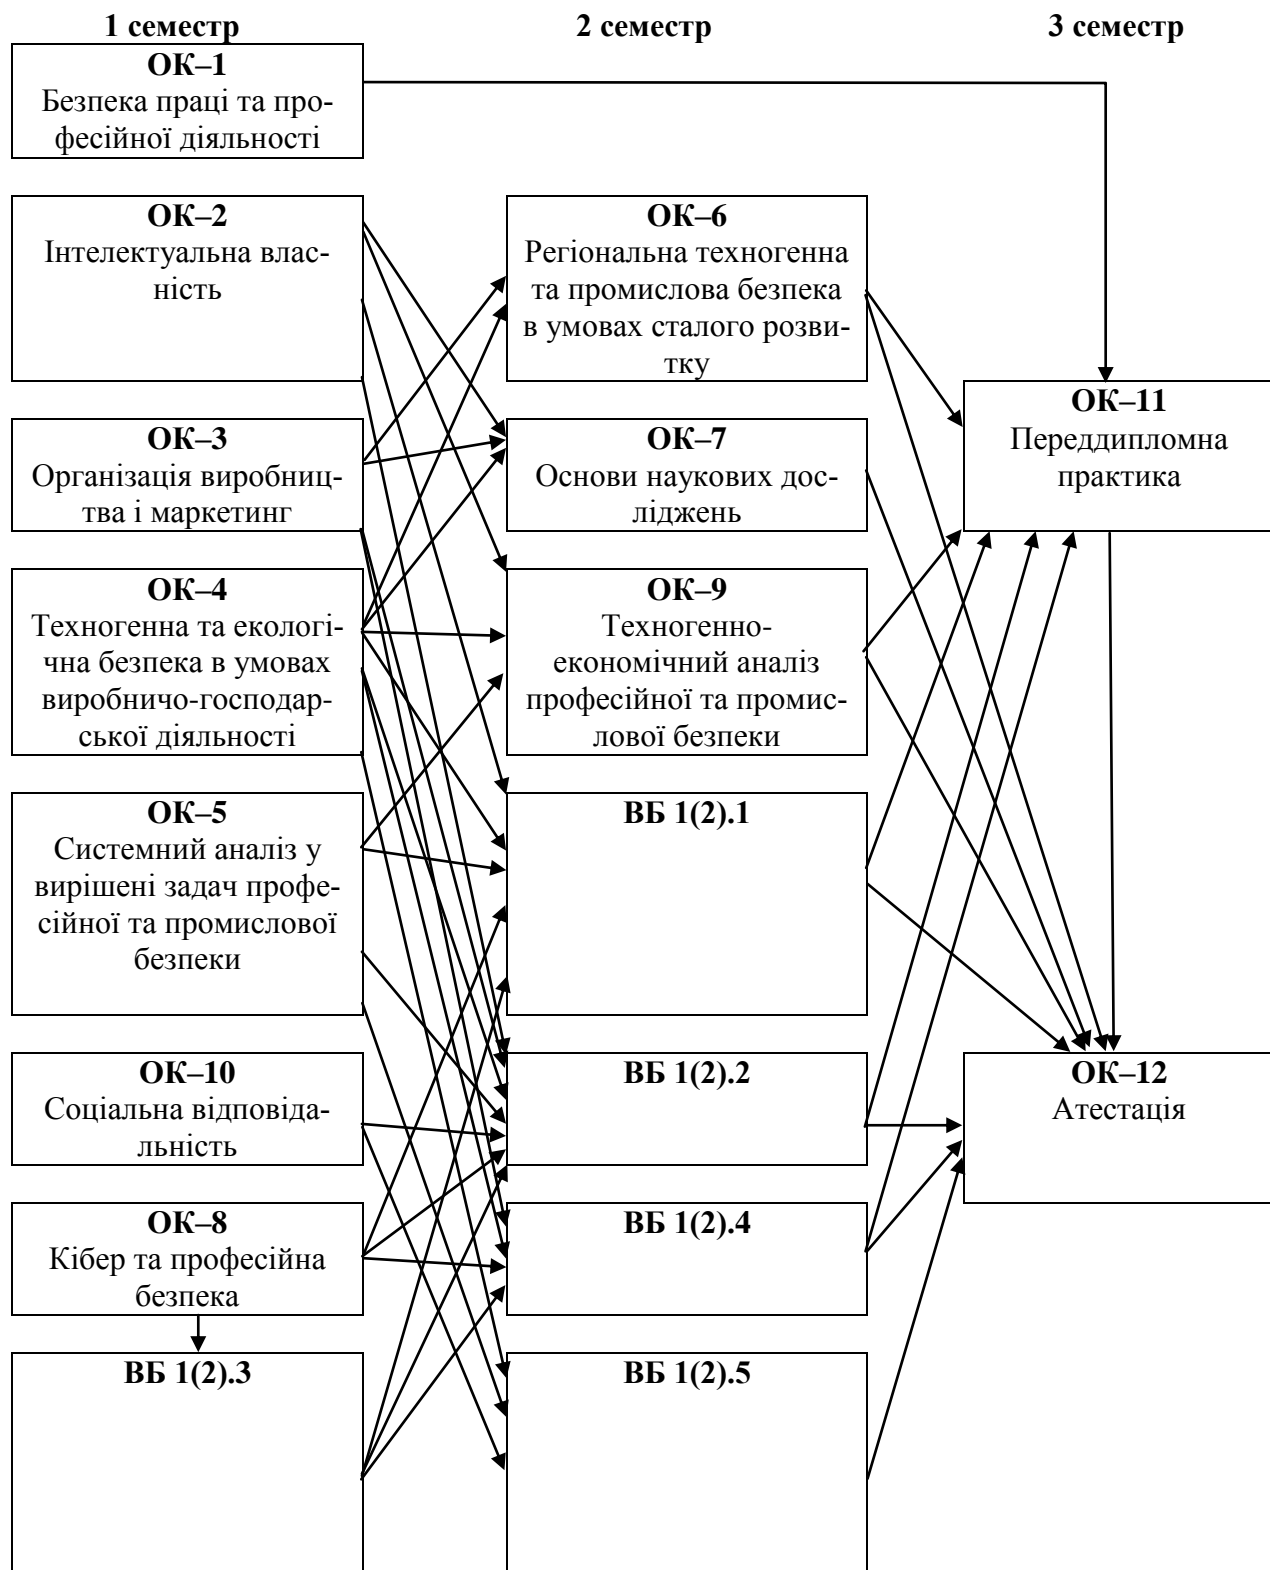 1 семестр
2 семестр
3 семестр
ОК–1
Безпека праці та про-
фесійної діяльності
ОК–2
Інтелектуальна влас-
ність
ОК–3
Організація виробниц-
тва і маркетинг
ОК–4
Техногенна та екологі-
чна безпека в умовах
виробничо-господар-
ської діяльності
ОК–5
Системний аналіз у
вирішені задач профе-
сійної та промислової
безпеки
ОК–10
Соціальна відповіда-
льність
ОК–8
Кібер та професійна
безпека
ВБ 1(2).3
ОК–6
Регіональна техногенна
та промислова безпека
в умовах сталого розви-
тку
ОК–7
Основи наукових дос-
ліджень
ОК–9
Техногенно-
економічний аналіз
професійної та промис-
лової безпеки
ВБ 1(2).1
ВБ 1(2).2
ВБ 1(2).4
ВБ 1(2).5
ОК–11
Переддипломна
практика
ОК–12
Атестація